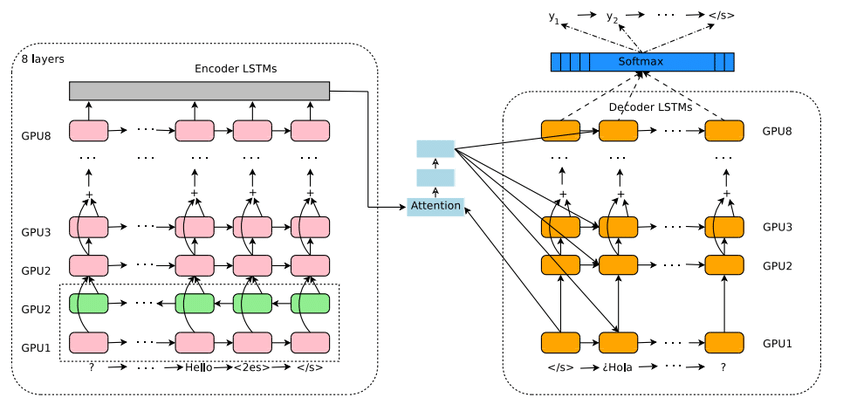 y1 y2 ··· </s>
8 layers
Encoder LSTMs
Softmax
Decoder LSTMs
GPU8 ··· ··· GPU8
··· ··· ··· ··· ··· ··· ··· ···
+ + + + + + +
Attention
GPU3 ··· ··· GPU3
GPU2 ··· ··· GPU2
GPU2 ···
GPU1 ··· ··· GPU1
? ··· Hello <2es> </s>
</s> ¿Hola ··· ?